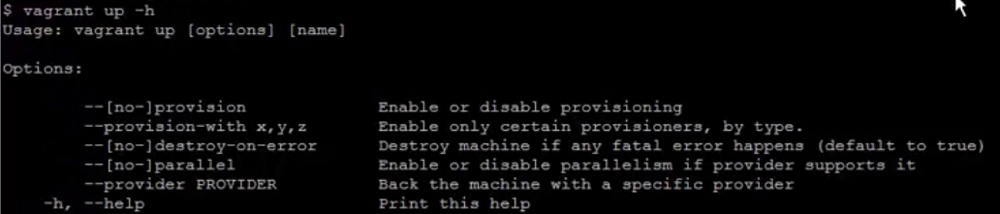 $ vagrant up -h
Usage: vagrant up [options] [name]
Options:
--[no-]provision Enable or disable provisioning
--provision-with x,y,z Enable only certain provisioners, by type.
--[no-]destroy-on-error Destroy machine if any fatal error happens (default to true)
--[no-]parallel Enable or disable parallelism if provider supports it
--provider PROVIDER Back the machine with a specific provider
-h, --help Print this help